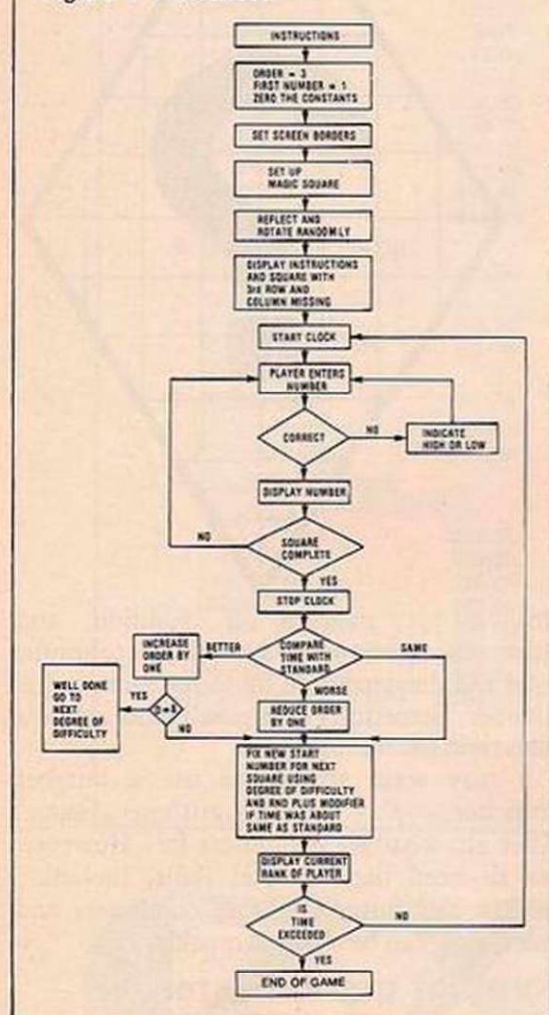 INSTRUCTIONS
ORDER = 3
FIRST NUMBER = 1
ZERO THE CONSTANTS
SET SCREEN BORDERS
SET UP
MAGIC SQUARE
REFLECT AND
ROTATE RANDOMLY
DISPLAY INSTRUCTIONS
AND SQUARE WITH
3rd ROW AND
COLUMN MISSING
START CLOCK
PLAYER ENTERS
NUMBER
CORRECT
NO
INDICATE
HIGH OR LOW
DISPLAY NUMBER
NO
SQUARE
COMPLETE
YES
STOP CLOCK
INCREASE
ORDER BY
ONE
BETTER
COMPARE
TIME WITH
STANDARD
SAME
WORSE
WELL DONE
GO TO
NEXT
DEGREE OF
DIFFICULTY
YES
NO
REDUCE ORDER
BY ONE
FIX NEW START
NUMBER FOR NEXT
SQUARE USING
DEGREE OF DIFFICULTY
AND RND PLUS MODIFIER
IF TIME WAS ABOUT
SAME AS STANDARD
DISPLAY CURRENT
RANK OF PLAYER
IS
TIME
EXCEEDED
NO
YES
END OF GAME